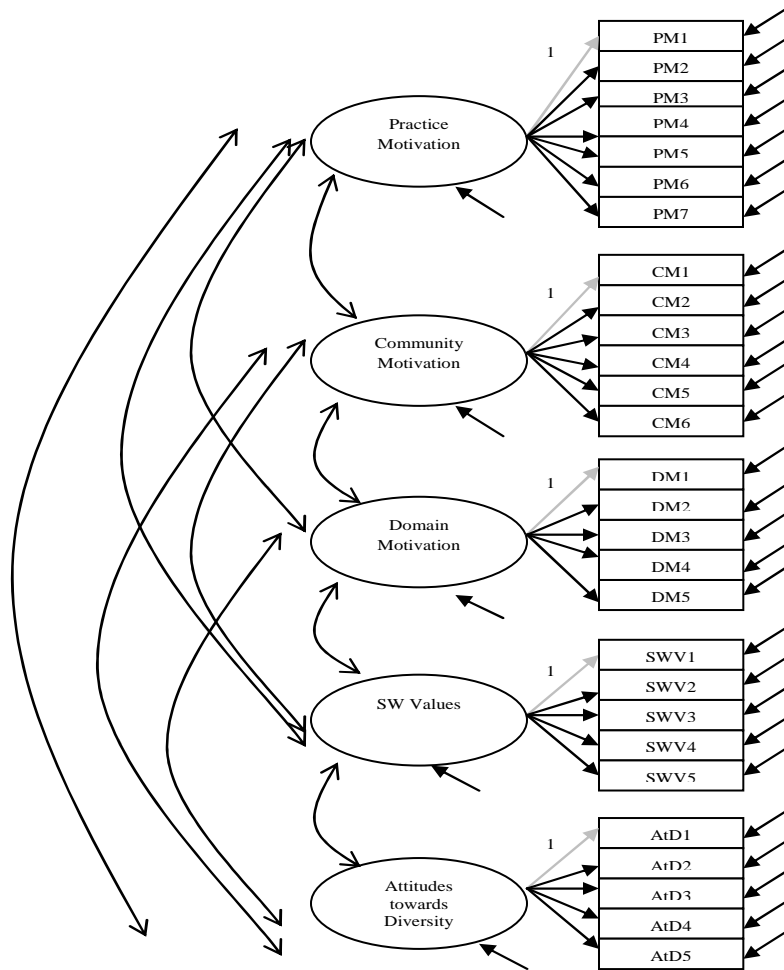 PM1
1
PM2
PM3
Practice
Motivation
PM4
PM5
PM6
PM7
CM1
1
CM2
CM3
Community
Motivation
CM4
CM5
CM6
DM1
1
DM2
Domain
Motivation
DM3
DM4
DM5
SWV1
1
SWV2
SW Values
SWV3
SWV4
SWV5
AtD1
1
AtD2
Attitudes
towards
Diversity
AtD3
AtD4
AtD5